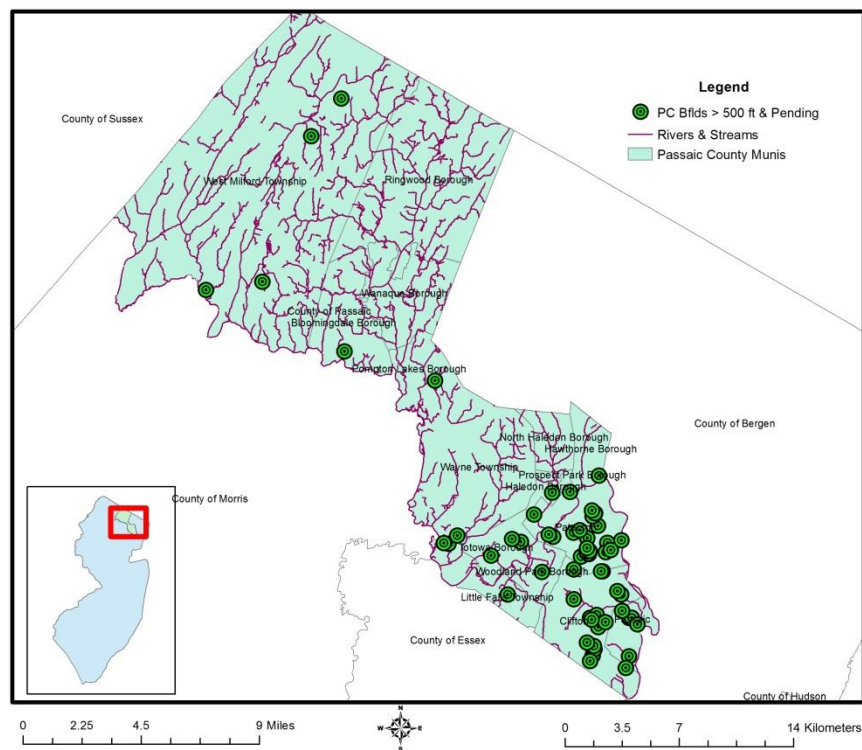 Legend
PC Bflds > 500 ft & Pending
Rivers & Streams
Passaic County Munis
County of Sussex
West Milford Township
Ringwood Borough
Wanaque Borough
County of Passaic
Bloomingdale Borough
Pompton Lakes Borough
County of Bergen
North Haledon Borough
Hawthorne Borough
Wayne Township
Prospect Park Borough
Haledon Borough
County of Morris
Totowa Borough
Woodland Park Borough
Little Falls Township
Clifton
County of Essex
County of Hudson
N
W E
S
0 2.25 4.5 9 Miles
0 3.5 7 14 Kilometers